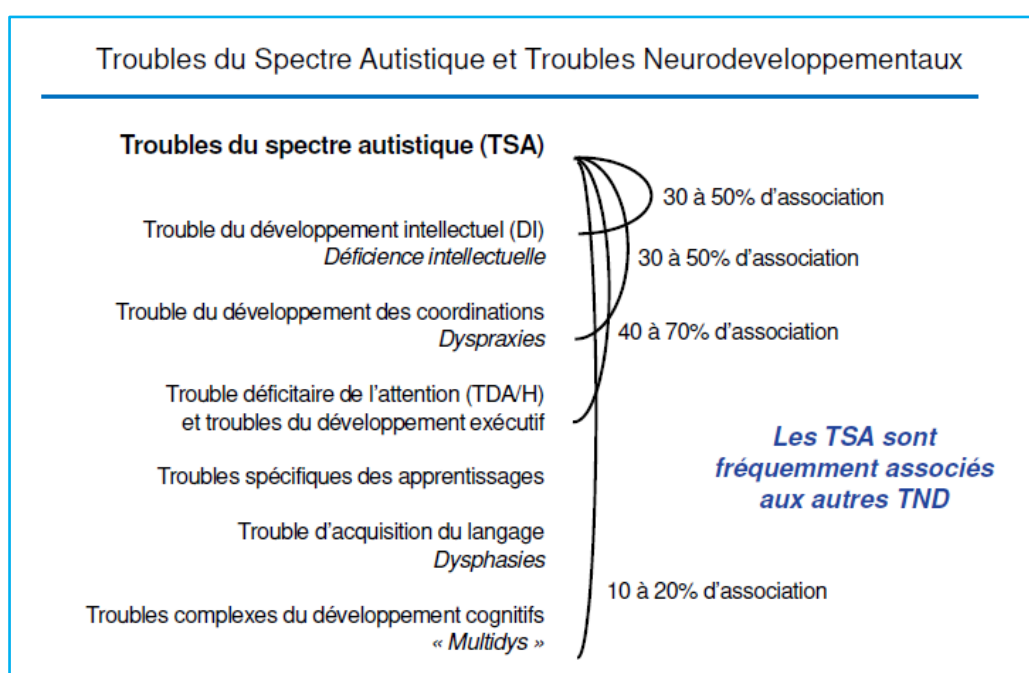 Troubles du Spectre Autistique et Troubles Neurodeveloppementaux
Troubles du spectre autistique (TSA)
30 à 50% d'association
Trouble du développement intellectuel (DI)
Déficience intellectuelle
30 à 50% d'association
Trouble du développement des coordinations
Dyspraxies
40 à 70% d'association
Trouble déficitaire de l'attention (TDA/H)
et troubles du développement exécutif
Les TSA sont
fréquemment associés
aux autres TND
Troubles spécifiques des apprentissages
Trouble d'acquisition du langage
Dysphasies
10 à 20% d'association
Troubles complexes du développement cognitifs
« Multidys »